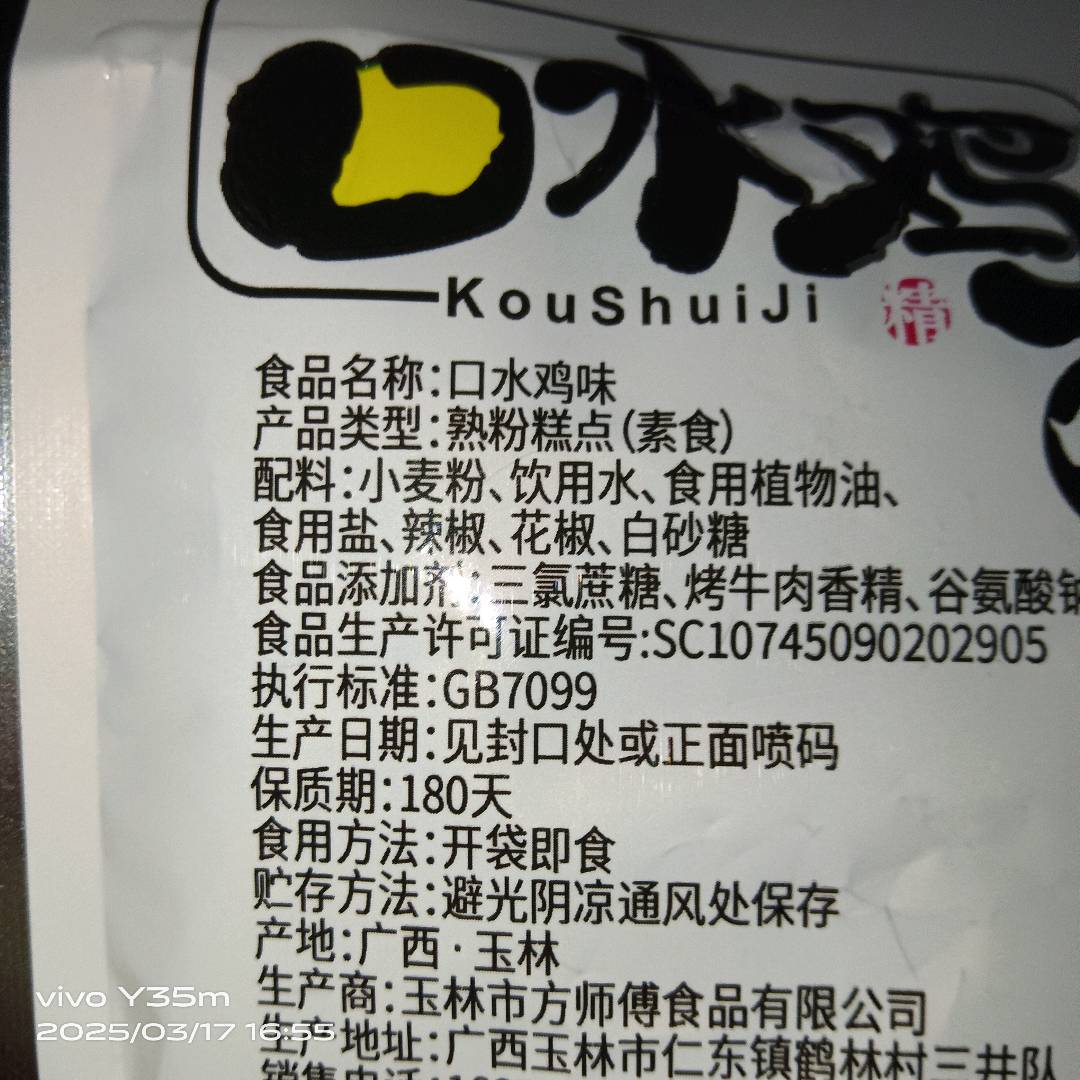 口水鸡
KouShuiJi
精
食品名称:口水鸡味
产品类型:熟粉糕点(素食)
配料:小麦粉、饮用水、食用植物油、
食用盐、辣椒、花椒、白砂糖
食品添加剂:三氯蔗糖、烤牛肉香精、谷氨酸钠
食品生产许可证编号:SC10745090202905
执行标准:GB7099
生产日期:见封口处或正面喷码
保质期:180天
食用方法:开袋即食
贮存方法:避光阴凉通风处保存
产地:广西·玉林
生产商:玉林市方师傅食品有限公司
生产地址:广西玉林市仁东镇鹤林村三井队
销售电话:
vivo Y35m
2025/03/17 16:55